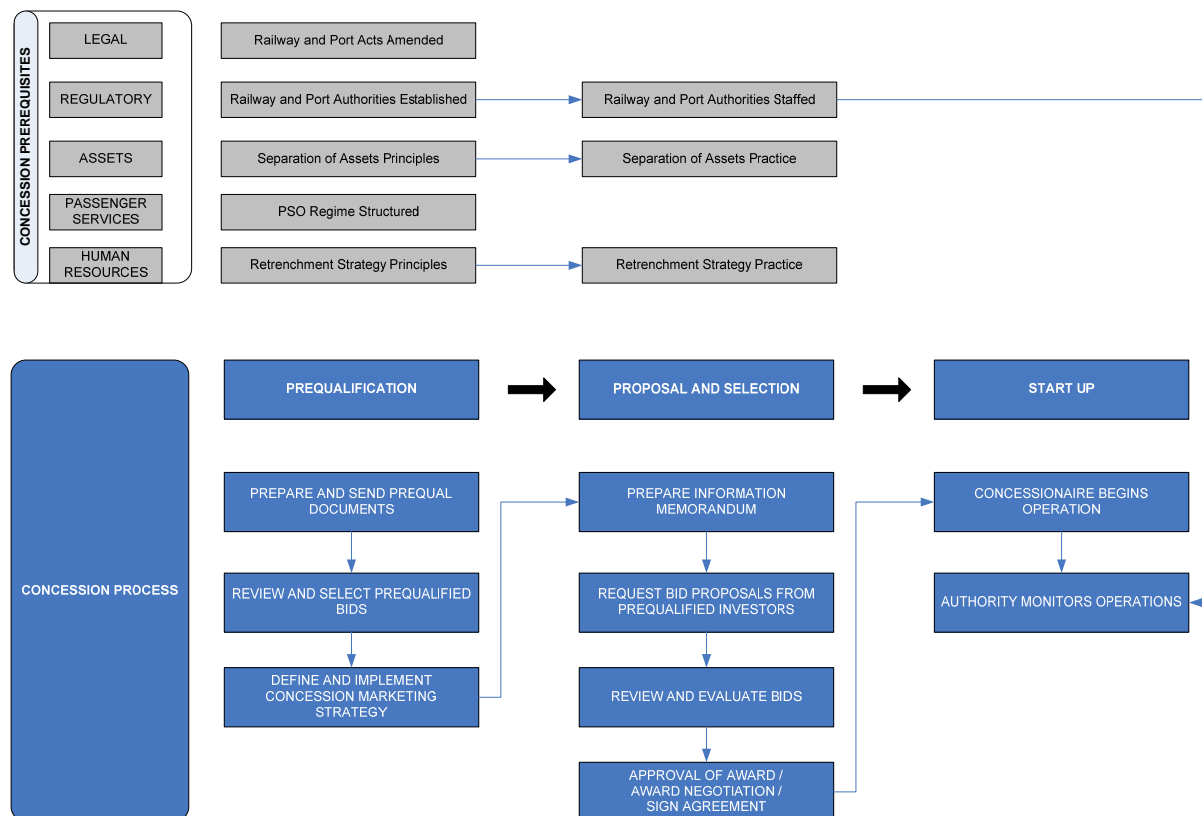 CONCESSION PREREQUISITES
LEGAL
Railway and Port Acts Amended
REGULATORY
Railway and Port Authorities Established
Railway and Port Authorities Staffed
ASSETS
Separation of Assets Principles
Separation of Assets Practice
PASSENGER
SERVICES
PSO Regime Structured
HUMAN
RESOURCES
Retrenchment Strategy Principles
Retrenchment Strategy Practice
CONCESSION PROCESS
PREQUALIFICATION
PROPOSAL AND SELECTION
START UP
PREPARE AND SEND PREQUAL
DOCUMENTS
REVIEW AND SELECT PREQUALIFIED
BIDS
DEFINE AND IMPLEMENT
CONCESSION MARKETING
STRATEGY
PREPARE INFORMATION
MEMORANDUM
REQUEST BID PROPOSALS FROM
PREQUALIFIED INVESTORS
REVIEW AND EVALUATE BIDS
APPROVAL OF AWARD /
AWARD NEGOTIATION /
SIGN AGREEMENT
CONCESSIONAIRE BEGINS
OPERATION
AUTHORITY MONITORS OPERATIONS